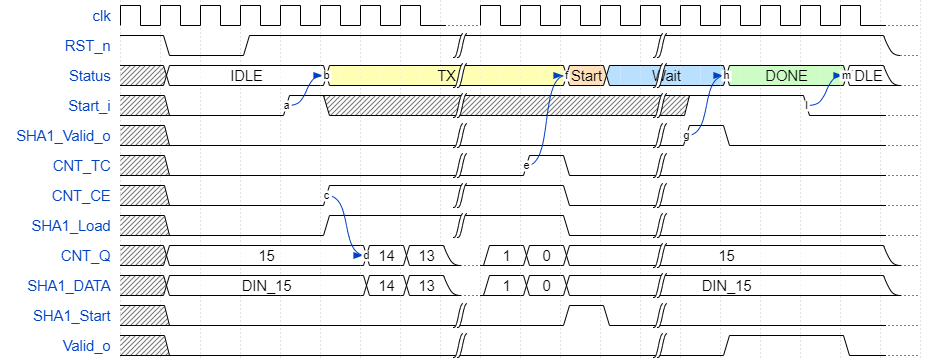 clk
RST_n
Status IDLE b TX f Start Wait h DONE m DLE
Start_i a l
SHA1_Valid_o g
CNT_TC e
CNT_CE c
SHA1_Load
CNT_Q 15 d 14 13 1 0 15
SHA1_DATA DIN_15 14 13 1 0 DIN_15
SHA1_Start
Valid_o